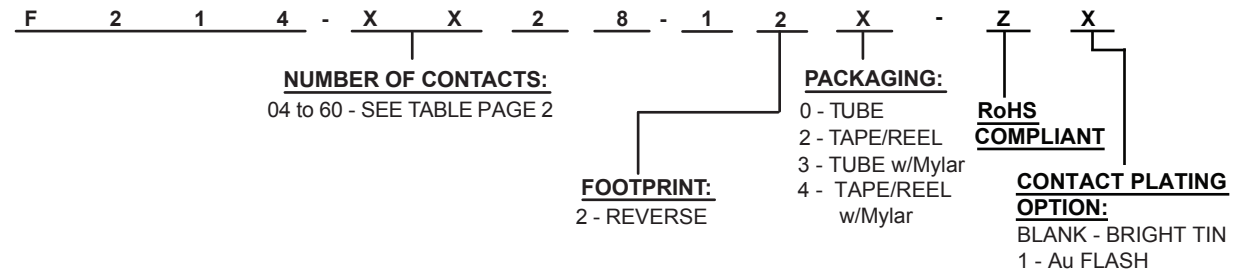 F 2 1 4 - X X 2 8 - 1 2 X - Z X
NUMBER OF CONTACTS:
04 to 60 - SEE TABLE PAGE 2
FOOTPRINT:
2 - REVERSE
PACKAGING:
0 - TUBE
2 - TAPE/REEL
3 - TUBE w/Mylar
4 - TAPE/REEL
w/Mylar
RoHS
COMPLIANT
CONTACT PLATING
OPTION:
BLANK - BRIGHT TIN
1 - Au FLASH